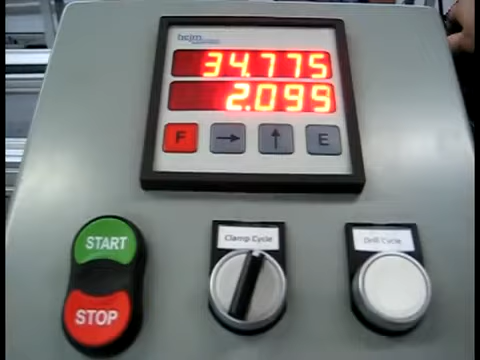 34.775
2.099
F → ↑ E
START
STOP
Clamp Cycle
Drill Cycle